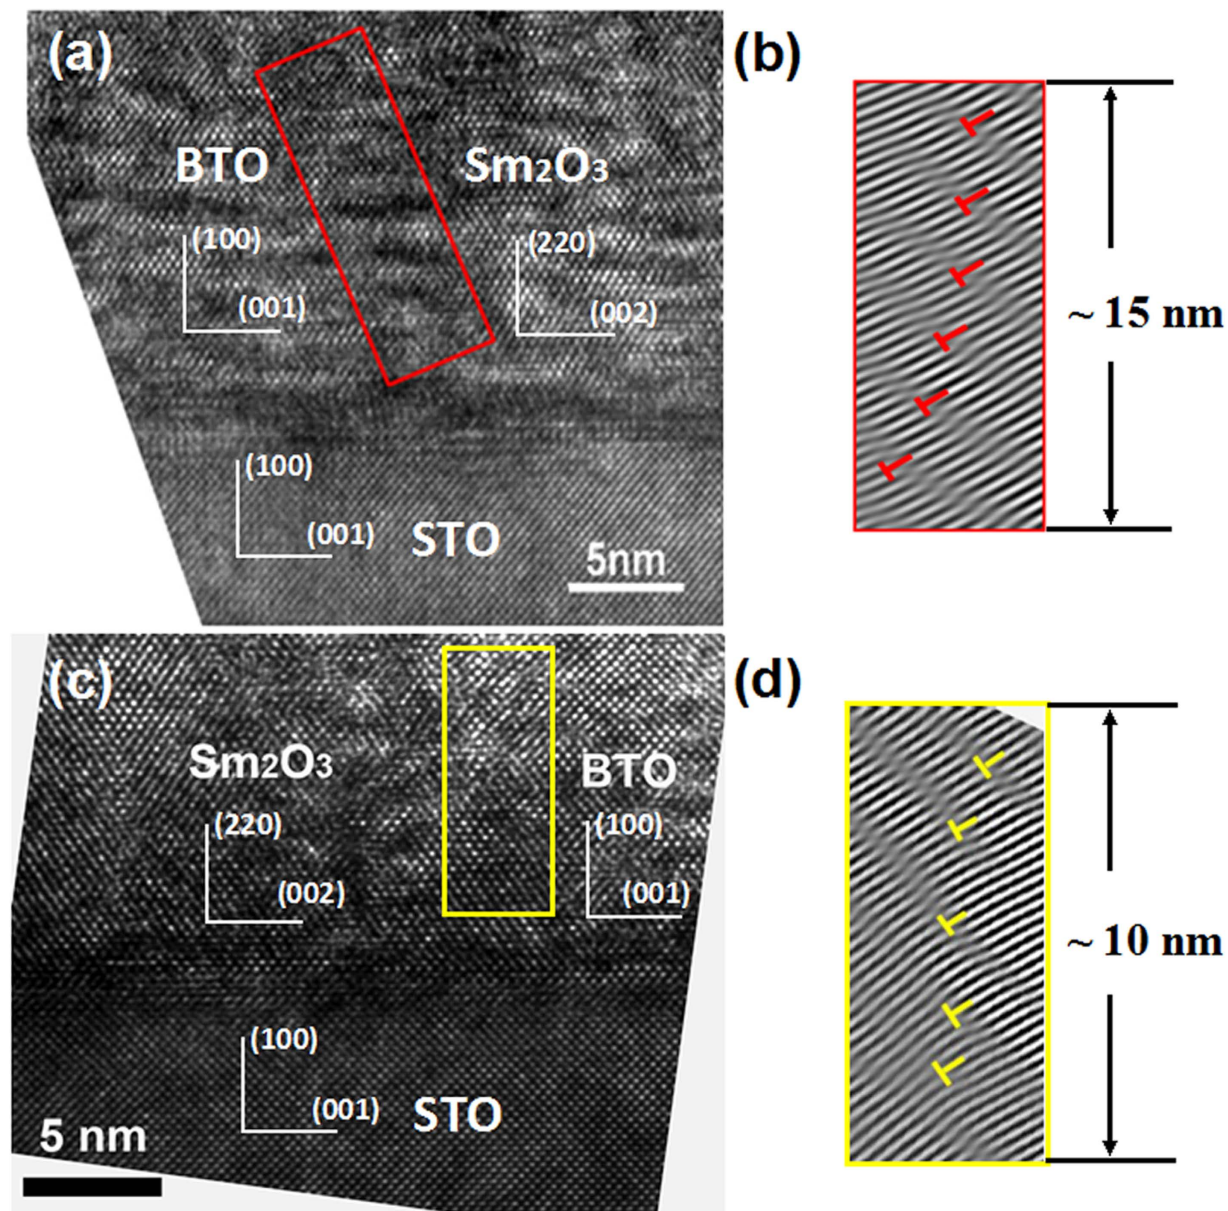 (a)
BTO
Sm₂O₃
(100)
(001)
(220)
(002)
(100)
(001)
STO
5nm
(b)
~ 15 nm
(c)
Sm₂O₃
BTO
(220)
(002)
(100)
(001)
(100)
(001)
STO
5 nm
(d)
~ 10 nm